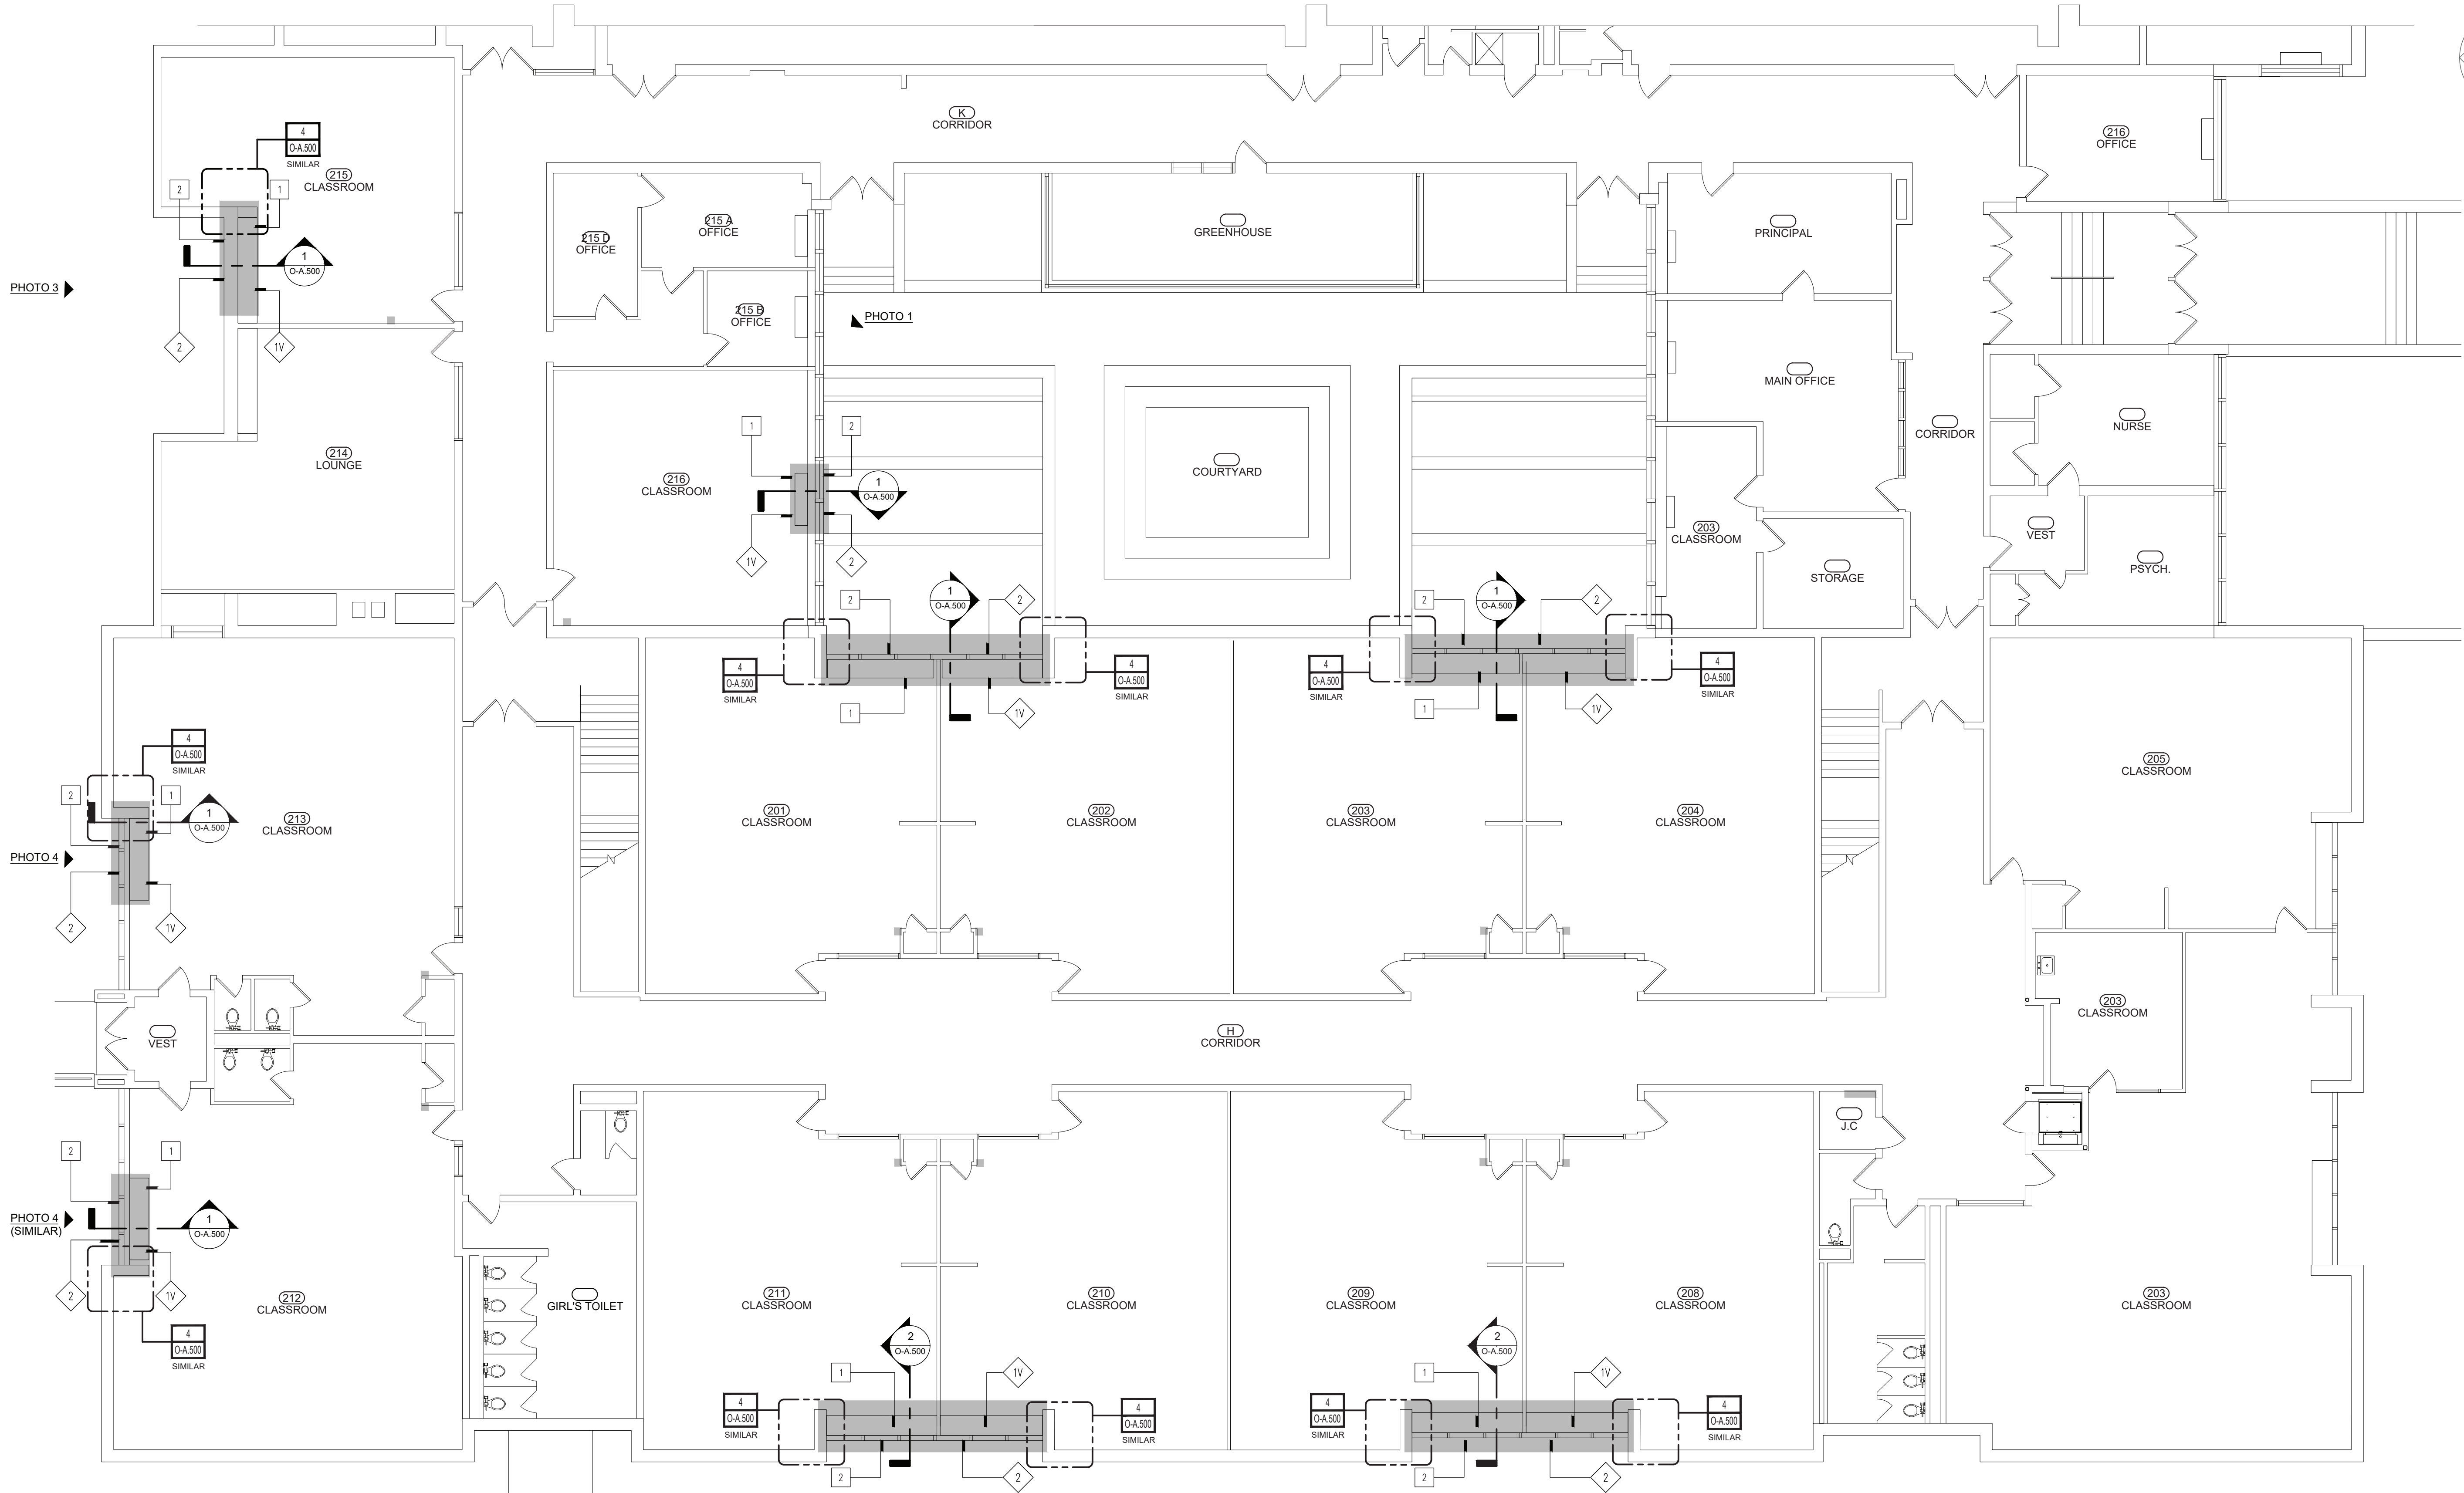 K
CORRIDOR
4
O-A.500
SIMILAR
215
CLASSROOM
2
1
1
O-A.500
2
1V
PHOTO 3
215 D
OFFICE
215 A
OFFICE
215 B
OFFICE
PHOTO 1
GREENHOUSE
PRINCIPAL
216
OFFICE
MAIN OFFICE
CORRIDOR
NURSE
VEST
PSYCH.
214
LOUNGE
216
CLASSROOM
1
2
1
O-A.500
1V
2
COURTYARD
203
CLASSROOM
STORAGE
2
1
O-A.500
2
4
O-A.500
SIMILAR
4
O-A.500
SIMILAR
1
1V
2
1
O-A.500
2
4
O-A.500
SIMILAR
4
O-A.500
SIMILAR
1
1V
4
O-A.500
SIMILAR
2
1
1
O-A.500
213
CLASSROOM
PHOTO 4
2
1V
201
CLASSROOM
202
CLASSROOM
203
CLASSROOM
204
CLASSROOM
205
CLASSROOM
VEST
H
CORRIDOR
203
CLASSROOM
J.C
2
1
PHOTO 4
(SIMILAR)
1
O-A.500
2
1V
212
CLASSROOM
4
O-A.500
SIMILAR
GIRL'S TOILET
211
CLASSROOM
210
CLASSROOM
209
CLASSROOM
208
CLASSROOM
203
CLASSROOM
2
O-A.500
1
1V
4
O-A.500
SIMILAR
4
O-A.500
SIMILAR
2
2
2
O-A.500
1
1V
4
O-A.500
SIMILAR
4
O-A.500
SIMILAR
2
2